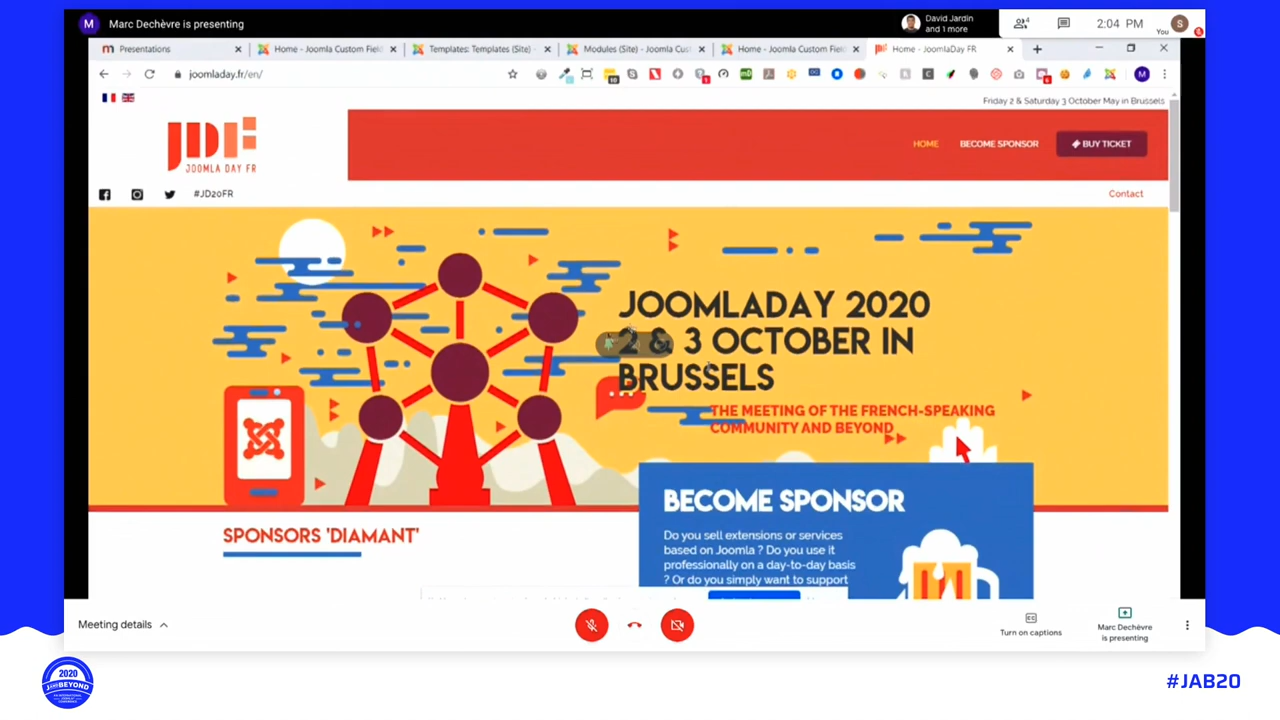 M Marc Dechèvre is presenting
David Jardin
and 1 more
4
2:04 PM
You
S
Presentations
Home - Joomla Custom Fiel
Templates: Templates (Site) -
Modules (Site) - Joomla Cus
Home - Joomla Custom Fiel
Home - JoomlaDay FR
joomladay.fr/en/
M
Friday 2 & Saturday 3 October May in Brussels
JDF
JOOMLA DAY FR
HOME
BECOME SPONSOR
BUY TICKET
#JD20FR
Contact
JOOMLADAY 2020
2 & 3 OCTOBER IN
BRUSSELS
THE MEETING OF THE FRENCH-SPEAKING
COMMUNITY AND BEYOND
BECOME SPONSOR
SPONSORS 'DIAMANT'
Do you sell extensions or services
based on Joomla ? Do you use it
professionally on a day-to-day basis
? Or do you simply want to support
Meeting details
Turn on captions
Marc Dechèvre
is presenting
2020
JANDBEYOND
#JAB20